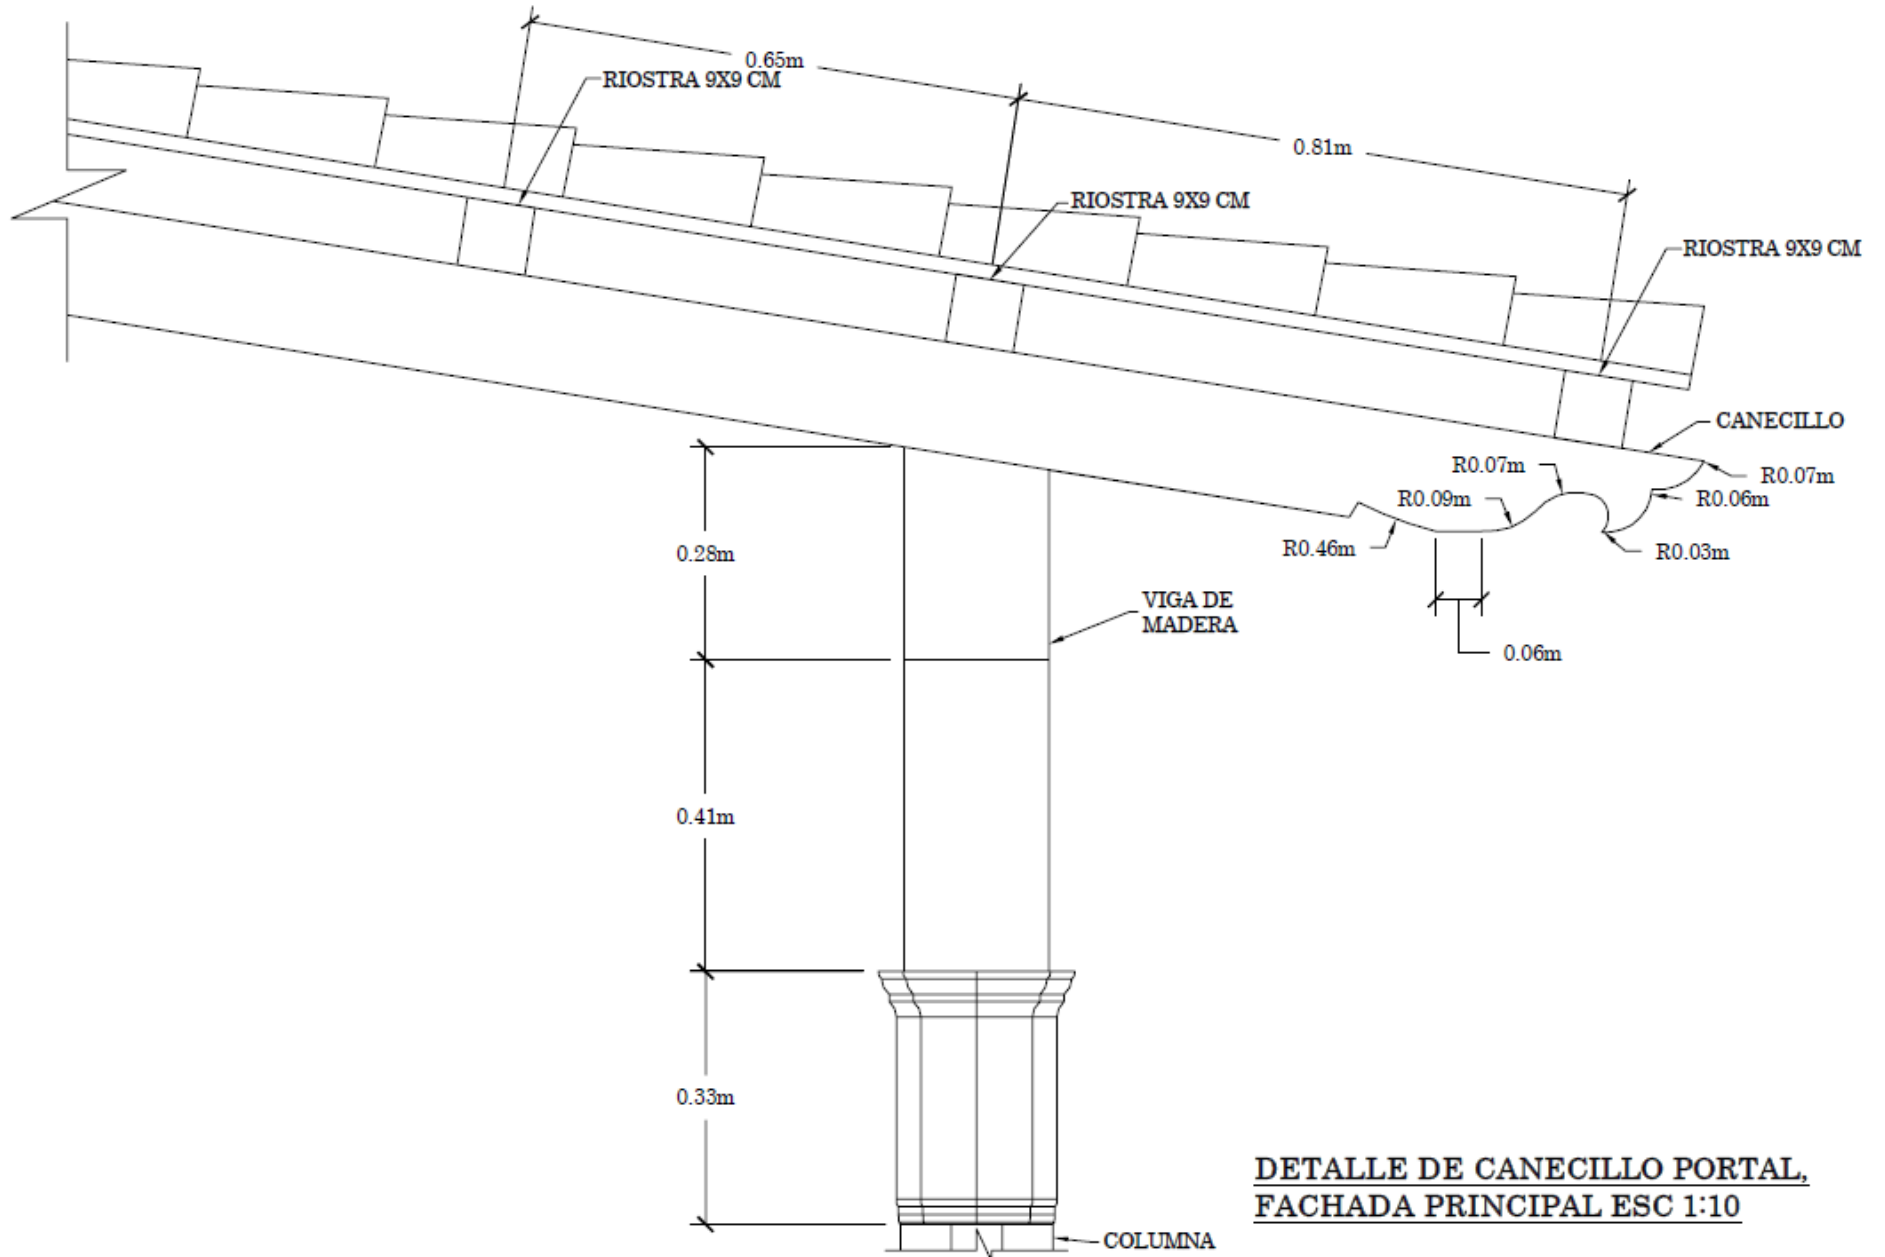 0.65m
RIOSTRA 9X9 CM
0.81m
RIOSTRA 9X9 CM
RIOSTRA 9X9 CM
CANECILLO
R0.07m
R0.07m
R0.09m
R0.06m
R0.46m
R0.03m
0.28m
VIGA DE
MADERA
0.06m
0.41m
0.33m
DETALLE DE CANECILLO PORTAL,
FACHADA PRINCIPAL ESC 1:10
COLUMNA